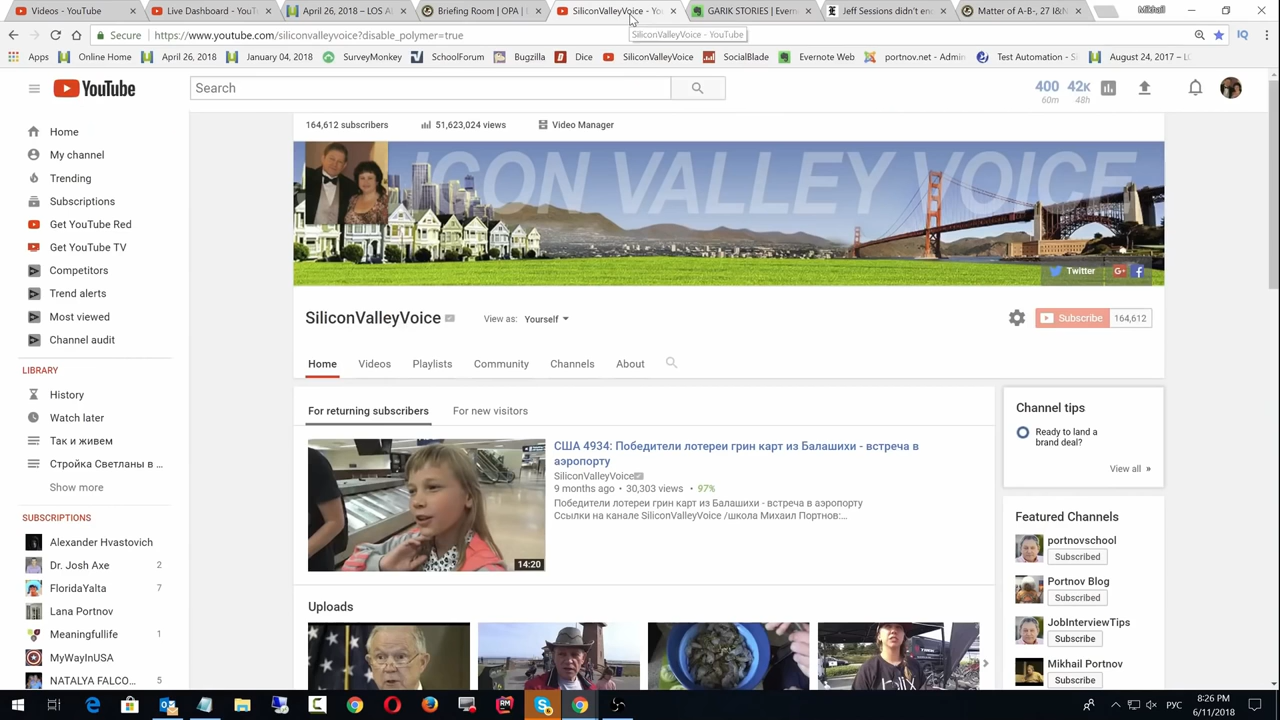 Videos - YouTube
Live Dashboard - YouT
April 26, 2018 – LOS A
Briefing Room | OPA |
SiliconValleyVoice - Yo
GARIK STORIES | Evern
Jeff Sessions didn't en
Matter of A-B-, 27 I&N
Mikhail
Secure
https://www.youtube.com/siliconvalleyvoice?disable_polymer=true
SiliconValleyVoice - YouTube
Apps
Online Home
April 26, 2018
January 04, 2018
SurveyMonkey
SchoolForum
Bugzilla
Dice
SiliconValleyVoice
SocialBlade
Evernote Web
portnov.net - Admin
Test Automation - Si
August 24, 2017 – L
YouTube
Search
400
60m
42K
48h
Home
My channel
Trending
Subscriptions
Get YouTube Red
Get YouTube TV
Competitors
Trend alerts
Most viewed
Channel audit
LIBRARY
History
Watch later
Так и живем
Стройка Светланы в ...
Show more
SUBSCRIPTIONS
Alexander Hvastovich
Dr. Josh Axe 2
FloridaYalta 7
Lana Portnov
Meaningfullife 1
MyWayinUSA
NATALYA FALCO... 5
164,612 subscribers
51,623,024 views
Video Manager
ICON VALLEY VOICE
Twitter
SiliconValleyVoice
View as: Yourself
Subscribe 164,612
Home
Videos
Playlists
Community
Channels
About
For returning subscribers
For new visitors
14:20
США 4934: Победители лотереи грин карт из Балашихи - встреча в
аэропорту
SiliconValleyVoice
9 months ago • 30,303 views • 97%
Победители лотереи грин карт из Балашихи - встреча в аэропорту
Ссылки на канале SiliconValleyVoice /школа Михаил Портнов:...
Uploads
Channel tips
Ready to land a
brand deal?
View all »
Featured Channels
portnovschool
Subscribed
Portnov Blog
Subscribed
JobInterviewTips
Subscribe
Mikhail Portnov
Subscribe
РУС
8:26 PM
6/11/2018